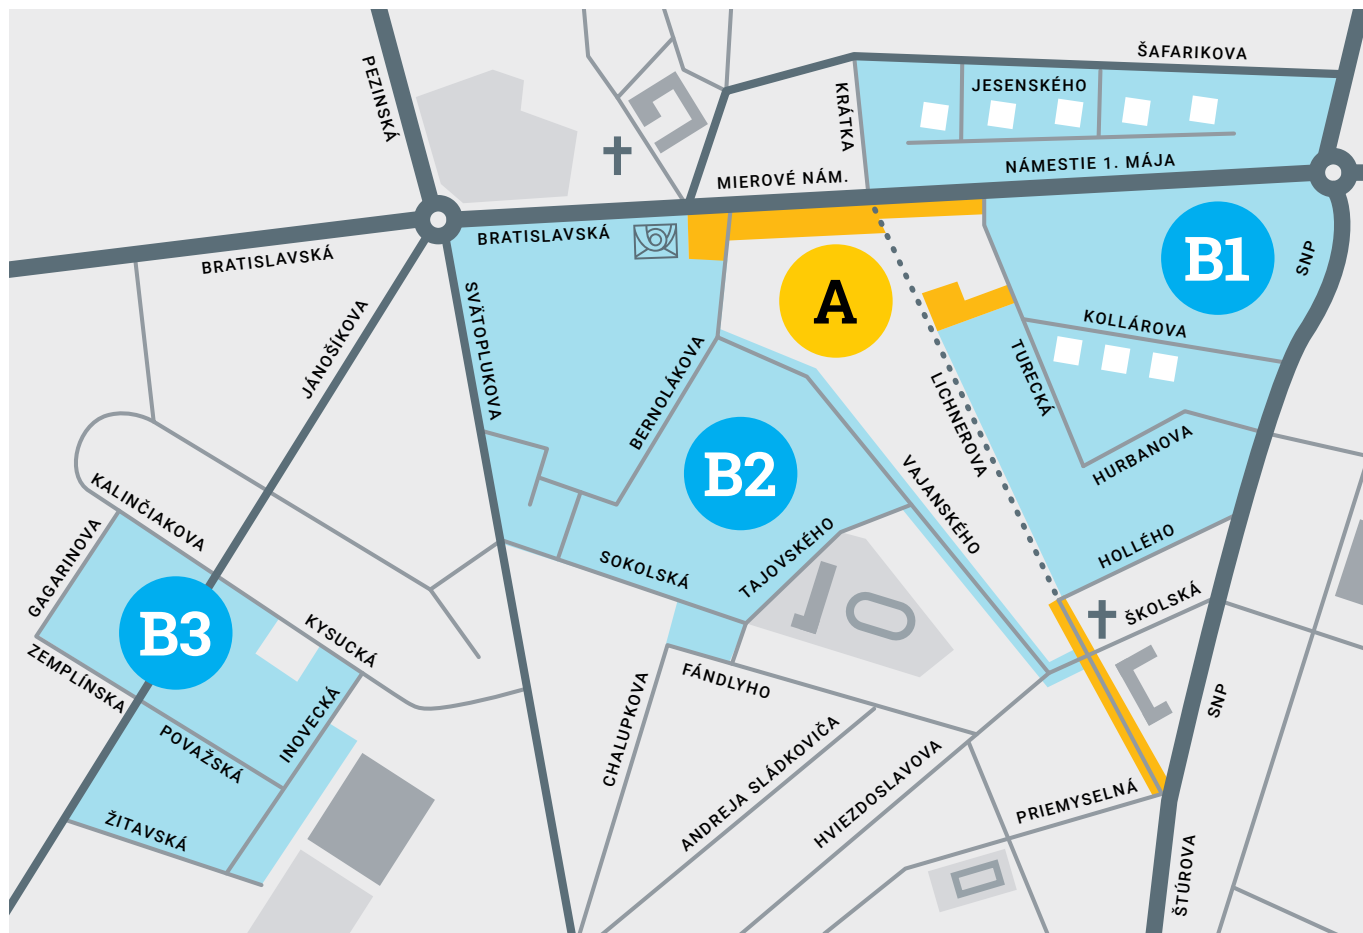 ŠAFARIKOVA
PEZINSKÁ
JESENSKÉHO
KRÁTKA
NÁMESTIE 1. MÁJA
MIEROVÉ NÁM.
BRATISLAVSKÁ
BRATISLAVSKÁ
B1
SNP
A
SVÄTOPLUKOVA
JÁNOŠÍKOVA
KOLLÁROVA
BERNOLÁKOVA
TURECKÁ
LICHNEROVA
B2
HURBANOVA
VAJANSKÉHO
KALINČIAKOVA
GAGARINOVA
TAJOVSKÉHO
HOLLÉHO
SOKOLSKÁ
ŠKOLSKÁ
B3
KYSUCKÁ
ZEMPLÍNSKA
FÁNDLYHO
SNP
INOVECKÁ
CHALUPKOVA
POVAŽSKÁ
ANDREJA SLÁDKOVIČA
HVIEZDOSLAVOVA
PRIEMYSELNÁ
ŽITAVSKÁ
ŠTÚROVA